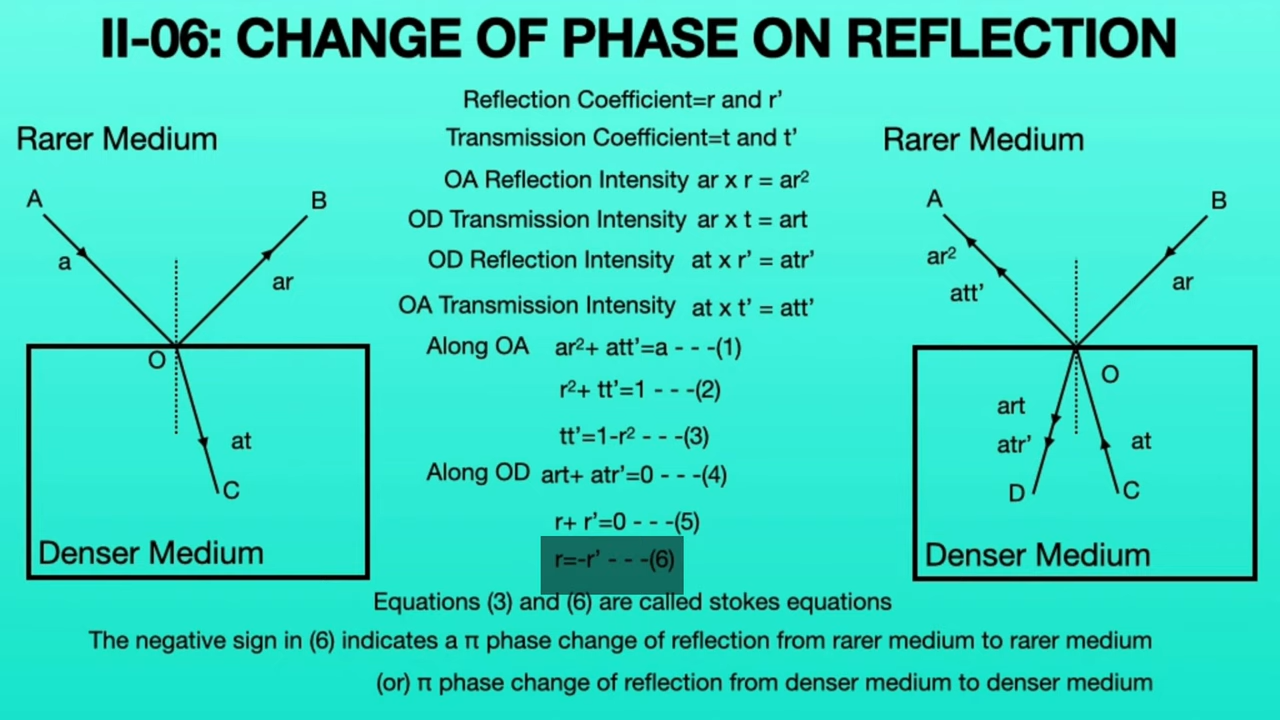 II-06: CHANGE OF PHASE ON REFLECTION
Reflection Coefficient=r and r’
Transmission Coefficient=t and t’
OA Reflection Intensity ar x r = ar²
OD Transmission Intensity ar x t = art
OD Reflection Intensity at x r’ = atr’
OA Transmission Intensity at x t’ = att’
Along OA ar²+ att’=a - - -(1)
r²+ tt’=1 - - -(2)
tt’=1-r² - - -(3)
Along OD art+ atr’=0 - - -(4)
r+ r’=0 - - -(5)
r=-r’ - - -(6)
Rarer Medium
A
B
a
ar
O
at
C
Denser Medium
Rarer Medium
A
B
ar²
att’
ar
O
art
atr’
at
D
C
Denser Medium
Equations (3) and (6) are called stokes equations
The negative sign in (6) indicates a π phase change of reflection from rarer medium to rarer medium
(or) π phase change of reflection from denser medium to denser medium